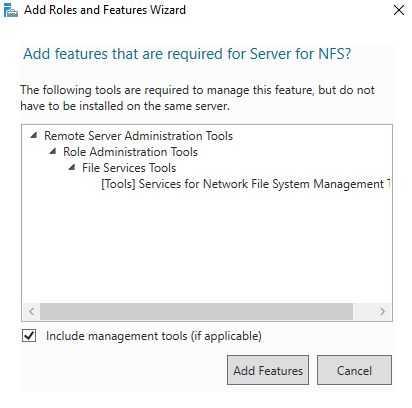 Add Roles and Features Wizard
Add features that are required for Server for NFS?
The following tools are required to manage this feature, but do not
have to be installed on the same server.
Remote Server Administration Tools
Role Administration Tools
File Services Tools
[Tools] Services for Network File System Management T
Include management tools (if applicable)
Add Features
Cancel